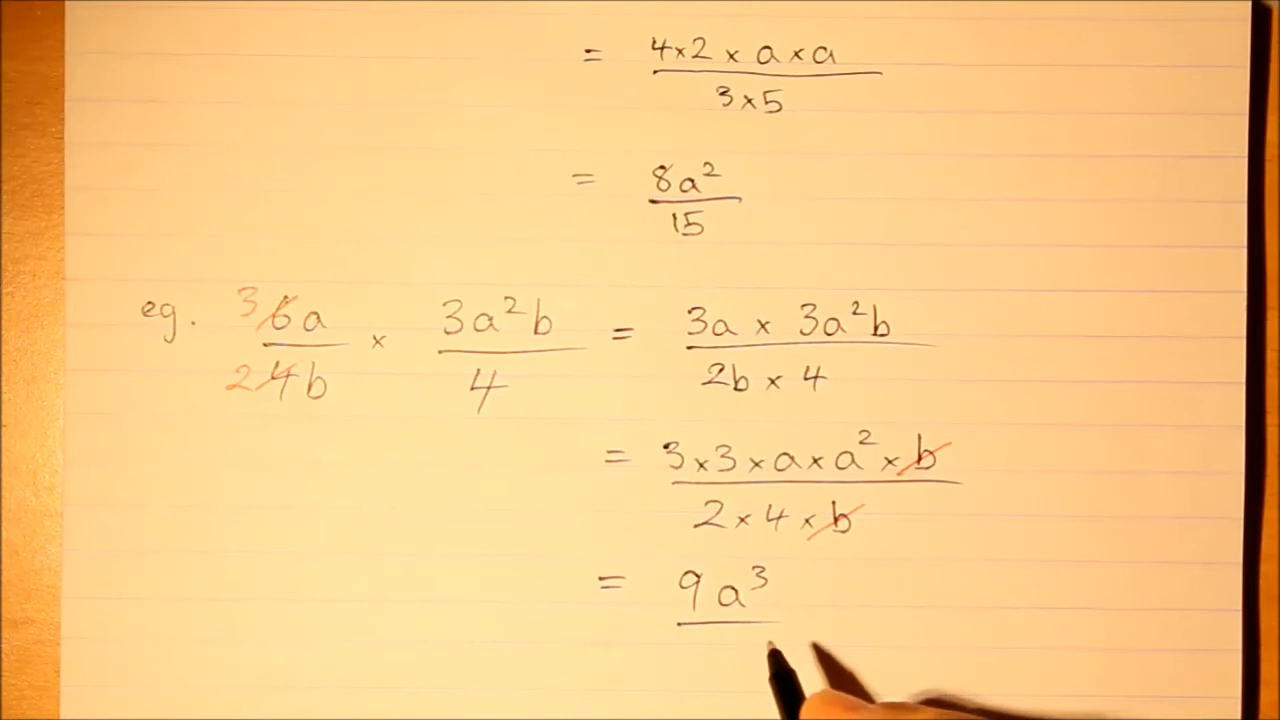 = 4×2 × a × a
3 × 5
= 8a²
15
eg. 3 6a × 3a²b = 3a × 3a²b
2 4b 4 2b × 4
= 3 × 3 × a × a² × b
2 × 4 × b
= 9a³